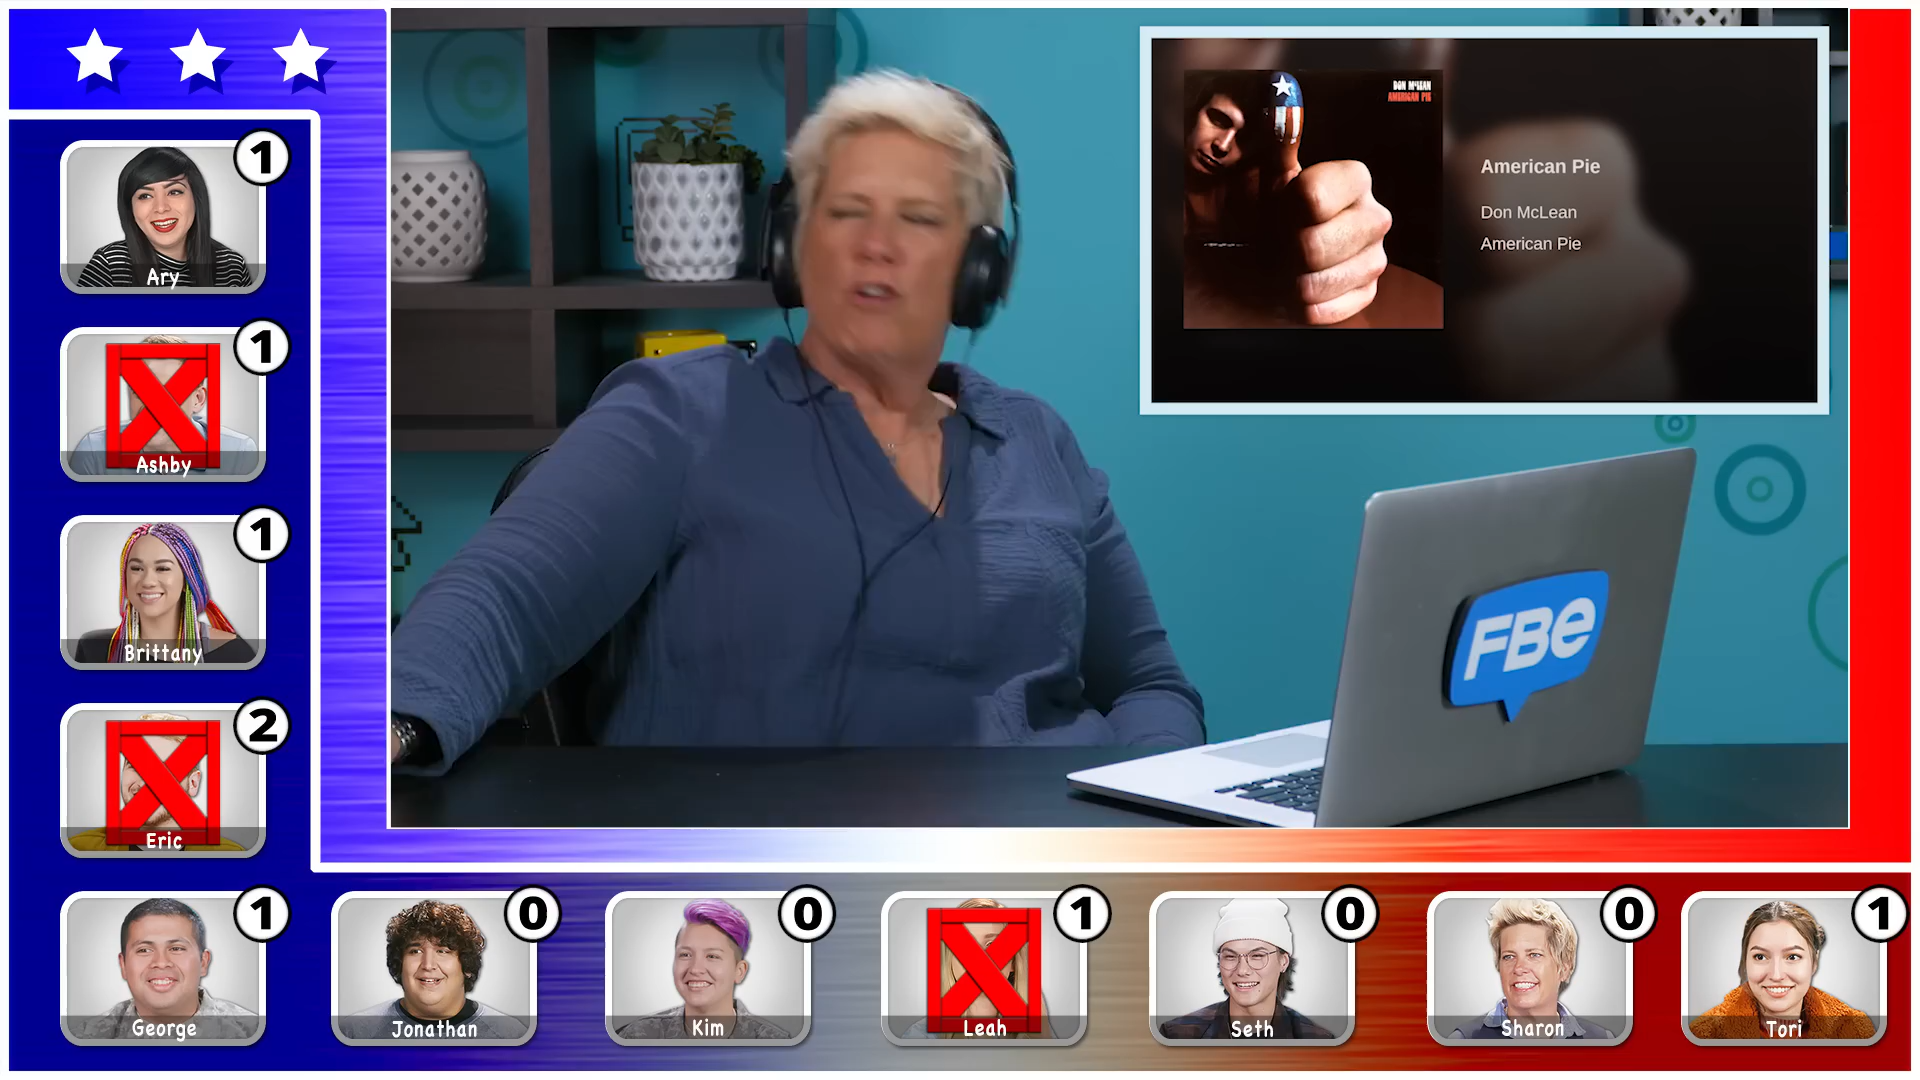 DON McLEAN
AMERICAN PIE
American Pie
Don McLean
American Pie
FBE
1
Ary
1
Ashby
1
Brittany
2
Eric
1
George
0
Jonathan
0
Kim
1
Leah
0
Seth
0
Sharon
1
Tori